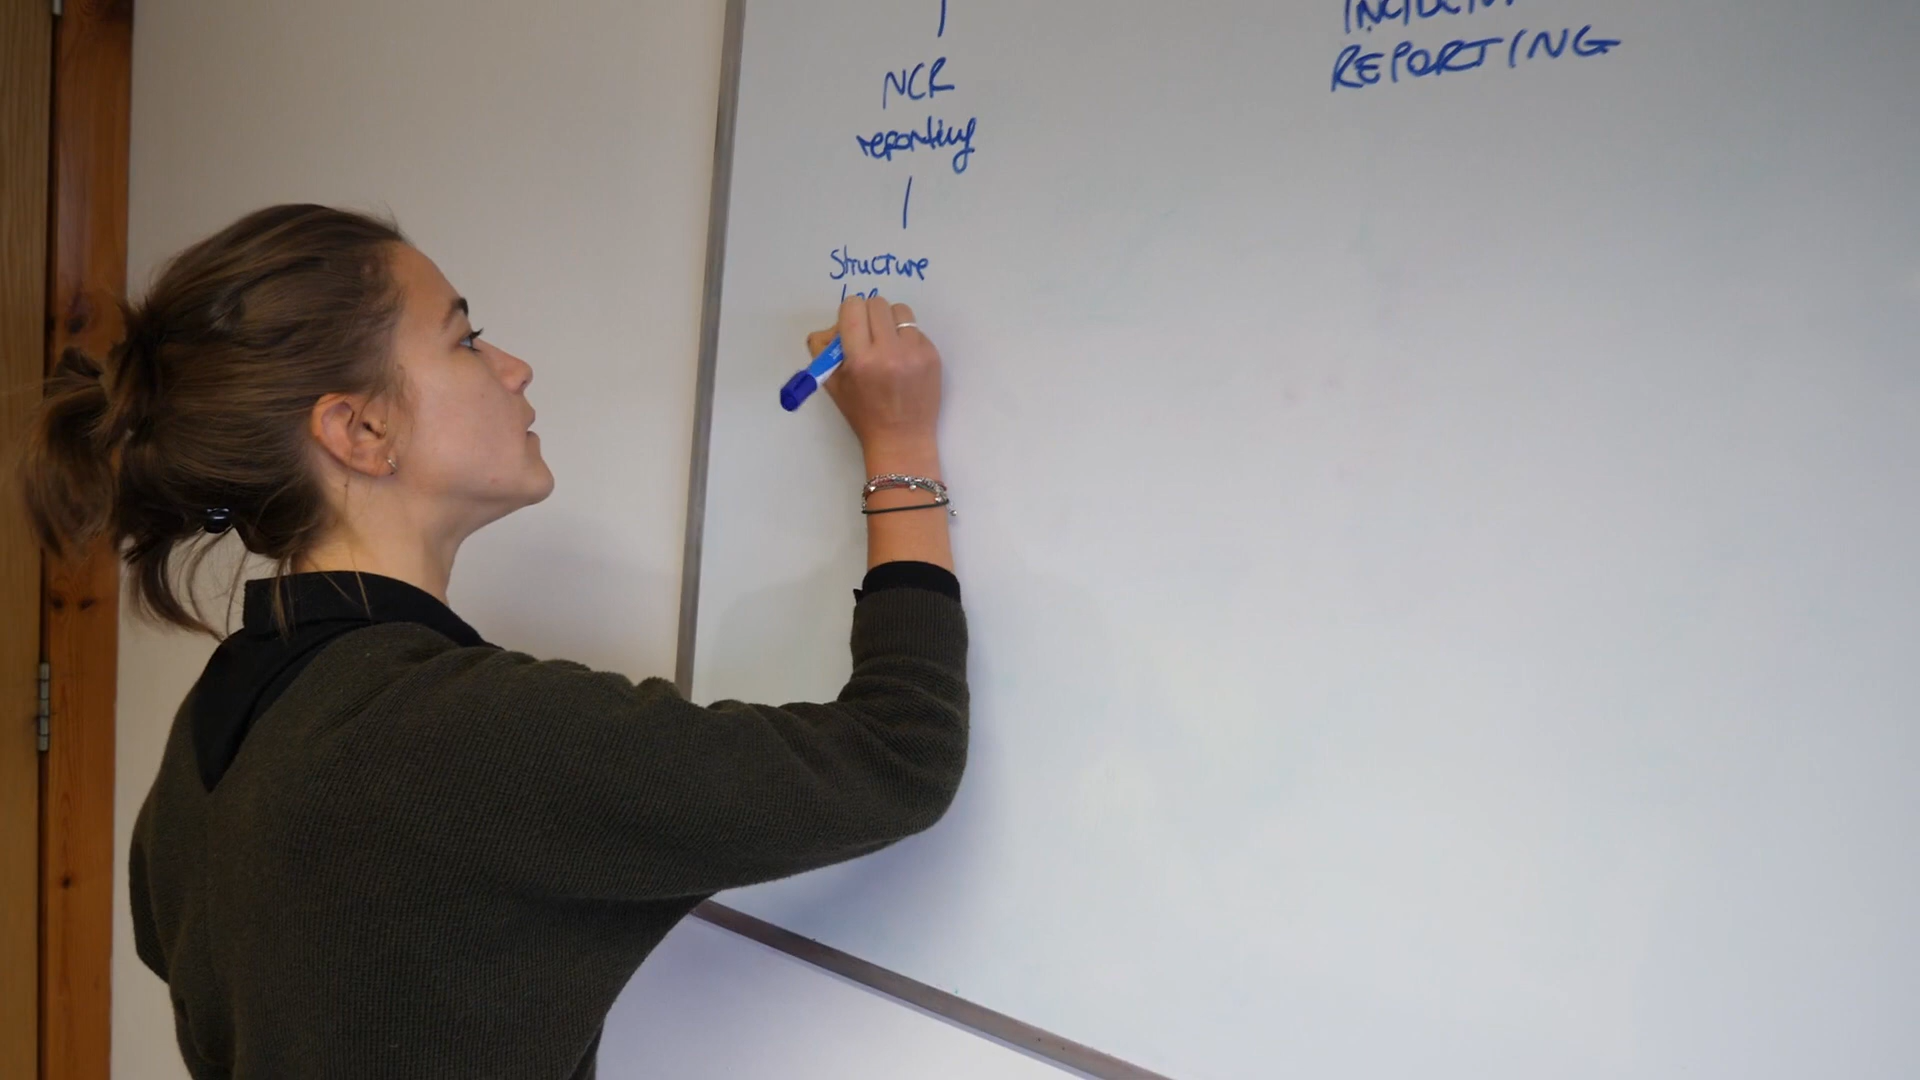 NCR
reporting
Structure
INCIDENT
REPORTING